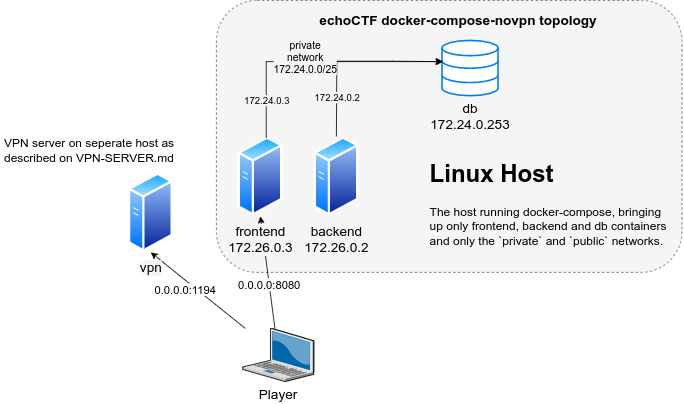 echoCTF docker-compose-novpn topology
private
network
172.24.0.0/25
172.24.0.3
172.24.0.2
db
172.24.0.253
VPN server on seperate host as
described on VPN-SERVER.md
Linux Host
The host running docker-compose, bringing
up only frontend, backend and db containers
and only the `private` and `public` networks.
frontend
172.26.0.3
backend
172.26.0.2
vpn
0.0.0.0:1194
0.0.0.0:8080
Player